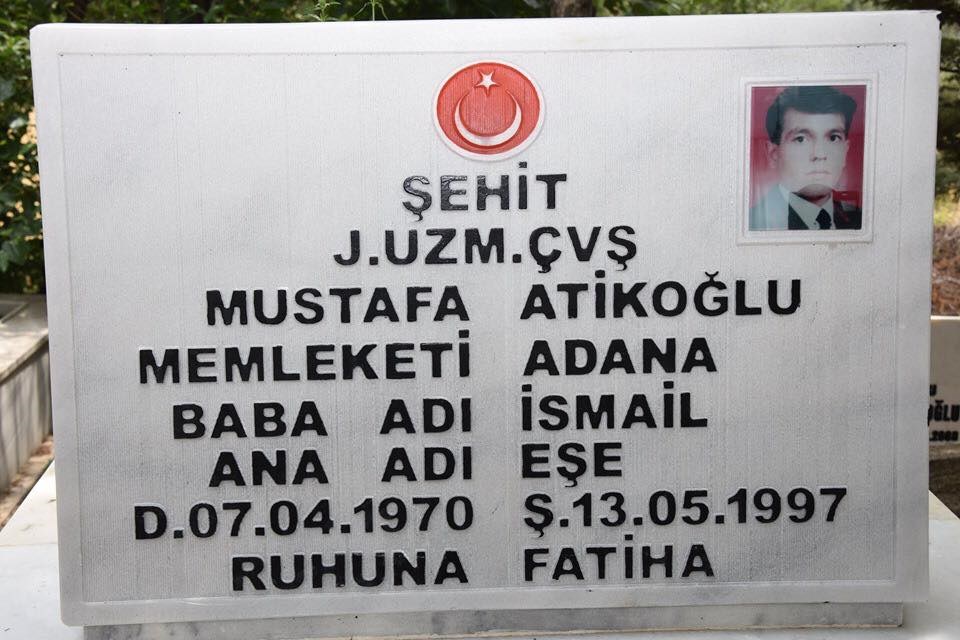 ŞEHİT
J.UZM.ÇVŞ
MUSTAFA ATİKOĞLU
MEMLEKETİ ADANA
BABA ADI İSMAİL
ANA ADI EŞE
D.07.04.1970 Ş.13.05.1997
RUHUNA FATİHA